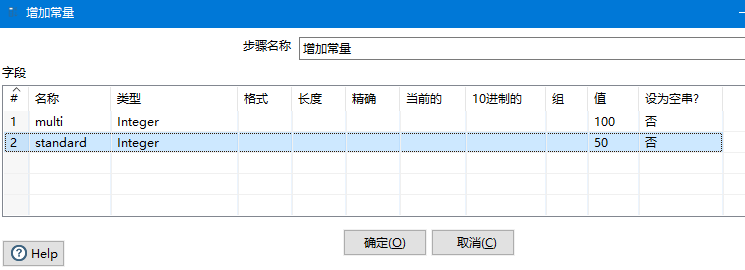 增加常量
步骤名称 增加常量
字段
# 名称 类型 格式 长度 精确 当前的 10进制的 组 值 设为空串?
1 multi Integer 100 否
2 standard Integer 50 否
Help 确定(O) 取消(C)